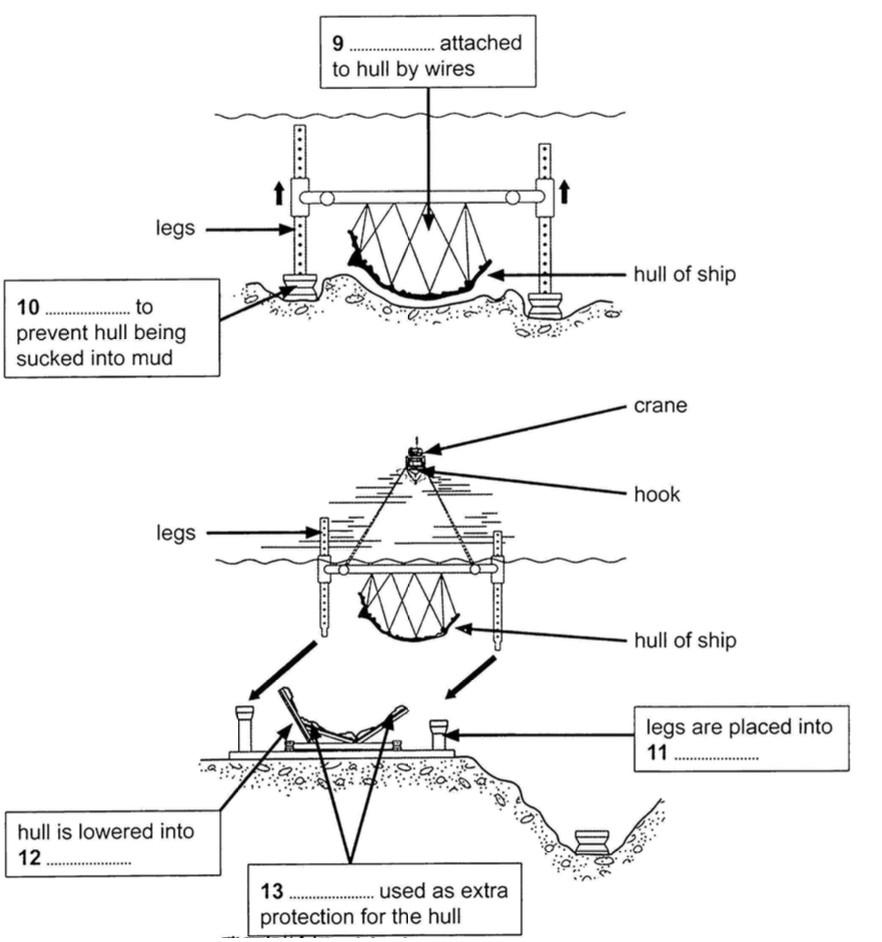 9 ...................... attached
to hull by wires
legs
hull of ship
10 ...................... to
prevent hull being
sucked into mud
crane
hook
legs
hull of ship
legs are placed into
11 ......................
hull is lowered into
12 ......................
13 ...................... used as extra
protection for the hull